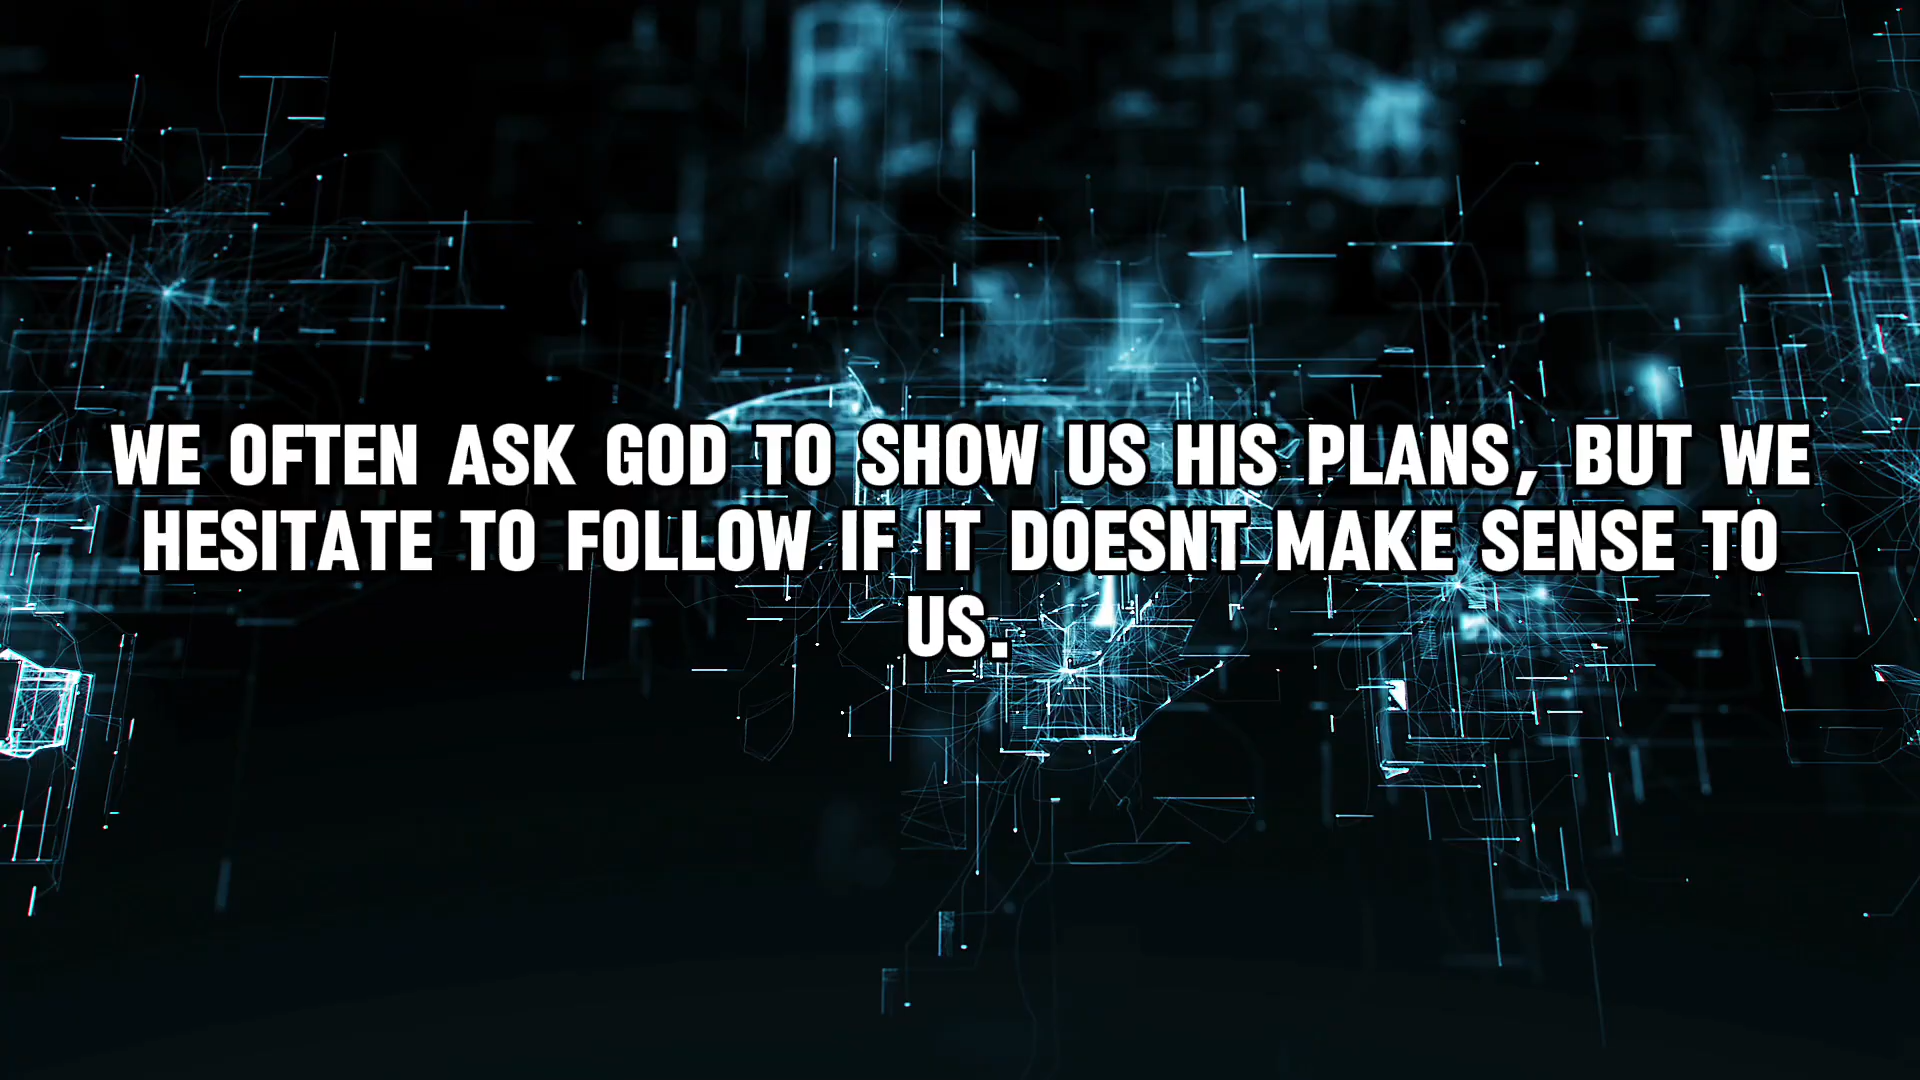 WE OFTEN ASK GOD TO SHOW US HIS PLANS, BUT WE
HESITATE TO FOLLOW IF IT DOESNT MAKE SENSE TO
US.